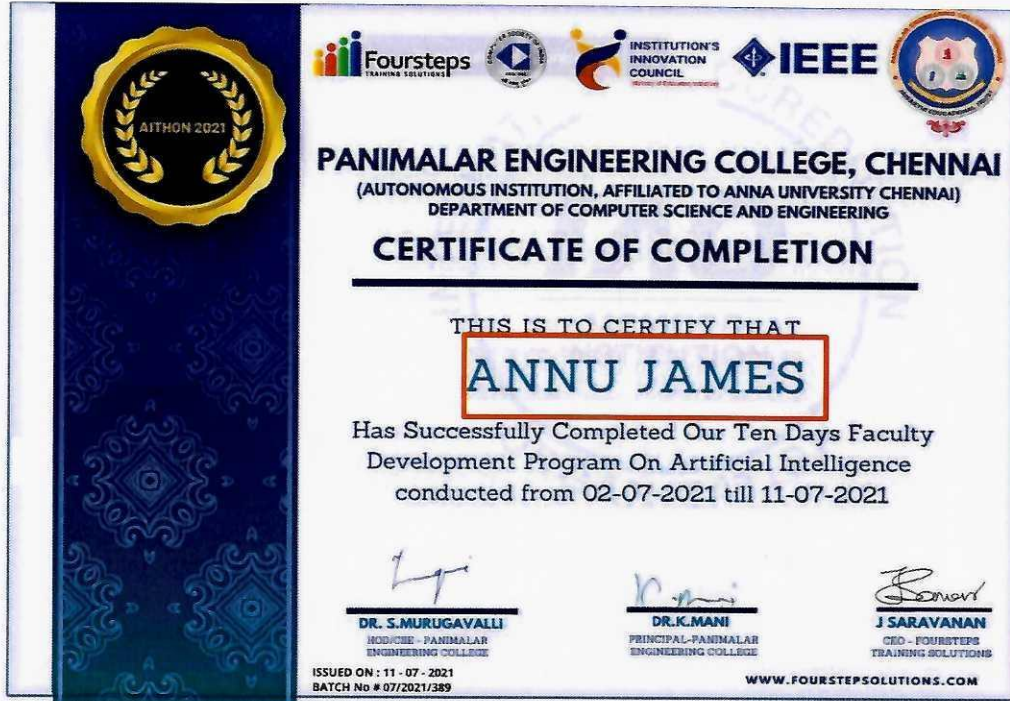 Foursteps
TRAINING SOLUTIONS
COMPUTER SOCIETY OF INDIA
INSTITUTION'S
INNOVATION
COUNCIL
IEEE
AITHON 2021
PANIMALAR ENGINEERING COLLEGE, CHENNAI
(AUTONOMOUS INSTITUTION, AFFILIATED TO ANNA UNIVERSITY CHENNAI)
DEPARTMENT OF COMPUTER SCIENCE AND ENGINEERING
CERTIFICATE OF COMPLETION
THIS IS TO CERTIFY THAT
ANNU JAMES
Has Successfully Completed Our Ten Days Faculty
Development Program On Artificial Intelligence
conducted from 02-07-2021 till 11-07-2021
DR. S.MURUGAVALLI
HOD/CSE - PANIMALAR
ENGINEERING COLLEGE
DR.K.MANI
PRINCIPAL-PANIMALAR
ENGINEERING COLLEGE
J SARAVANAN
CEO - FOURSTEPS
TRAINING SOLUTIONS
ISSUED ON : 11 - 07 - 2021
BATCH No # 07/2021/389
WWW.FOURSTEPSOLUTIONS.COM